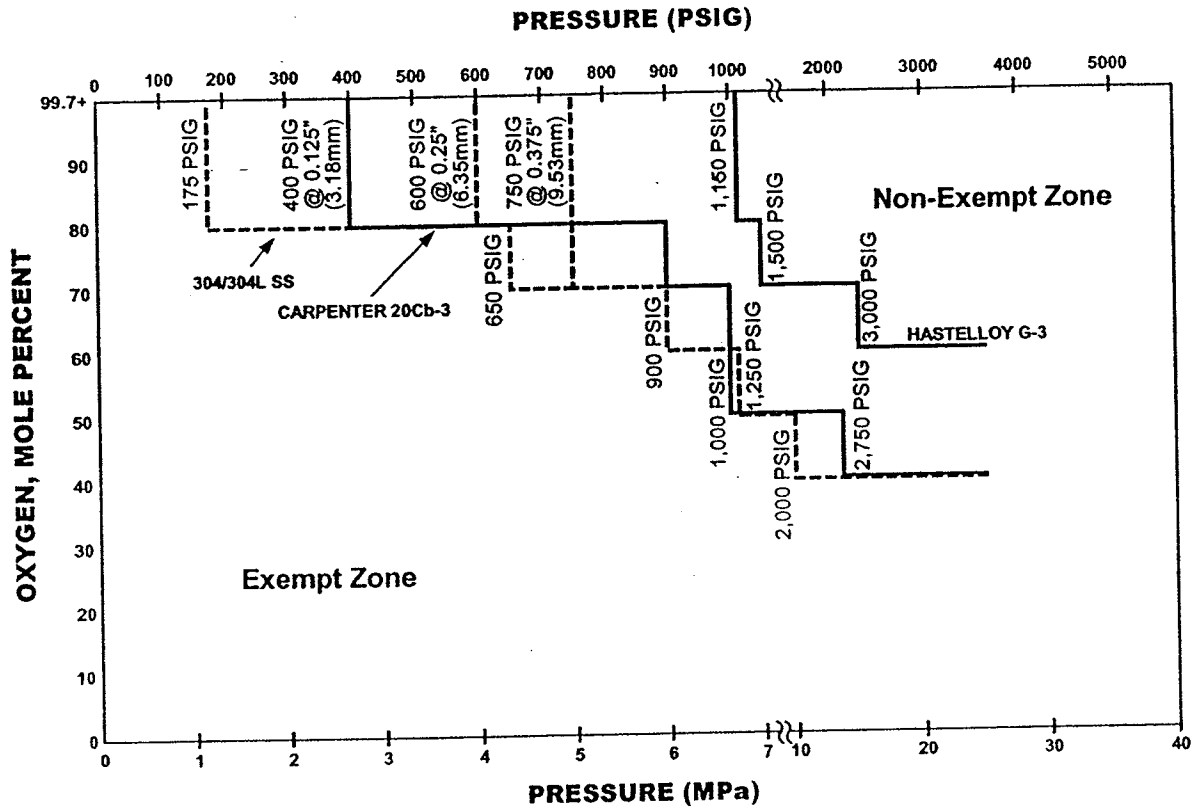 PRESSURE (PSIG)
0 100 200 300 400 500 600 700 800 900 1000 2000 3000 4000 5000
99.7+
90
80
70
60
50
40
30
20
10
0
OXYGEN, MOLE PERCENT
175 PSIG
400 PSIG
@ 0.125"
(3.18mm)
600 PSIG
@ 0.25"
(6.35mm)
750 PSIG
@ 0.375"
(9.53mm)
1,150 PSIG
Non-Exempt Zone
1,500 PSIG
3,000 PSIG
304/304L SS
CARPENTER 20Cb-3
650 PSIG
HASTELLOY G-3
900 PSIG
1,000 PSIG
1,250 PSIG
2,000 PSIG
2,750 PSIG
Exempt Zone
0 1 2 3 4 5 6 7 10 20 30 40
PRESSURE (MPa)